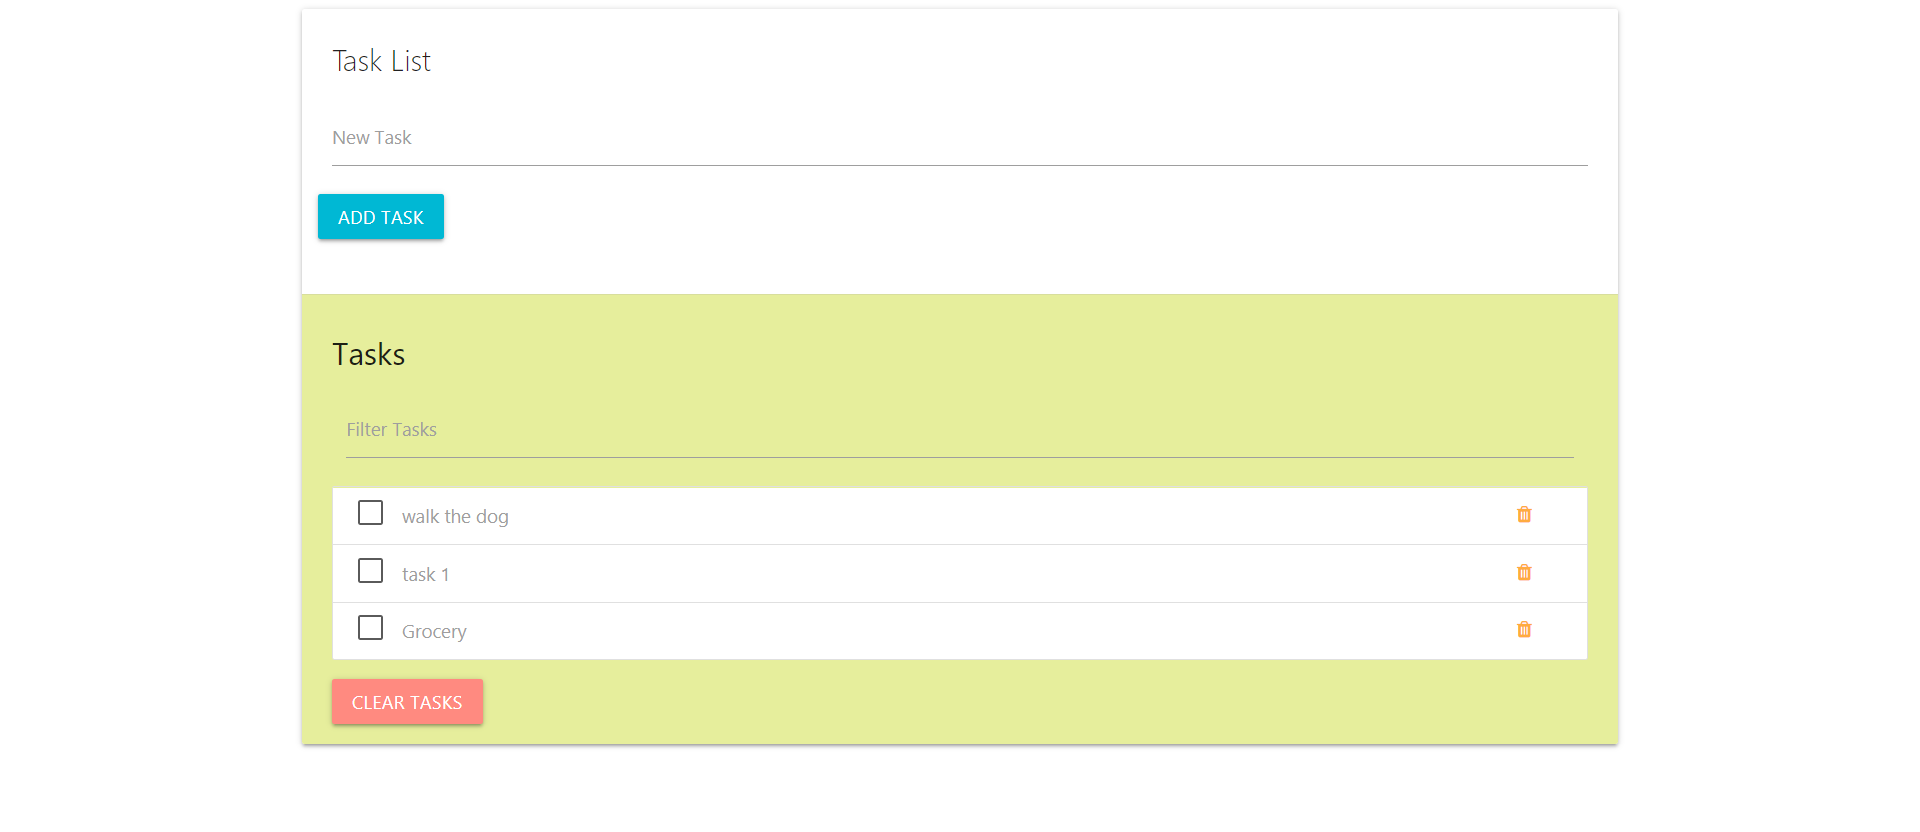 Task List
New Task
ADD TASK
Tasks
Filter Tasks
walk the dog
task 1
Grocery
CLEAR TASKS